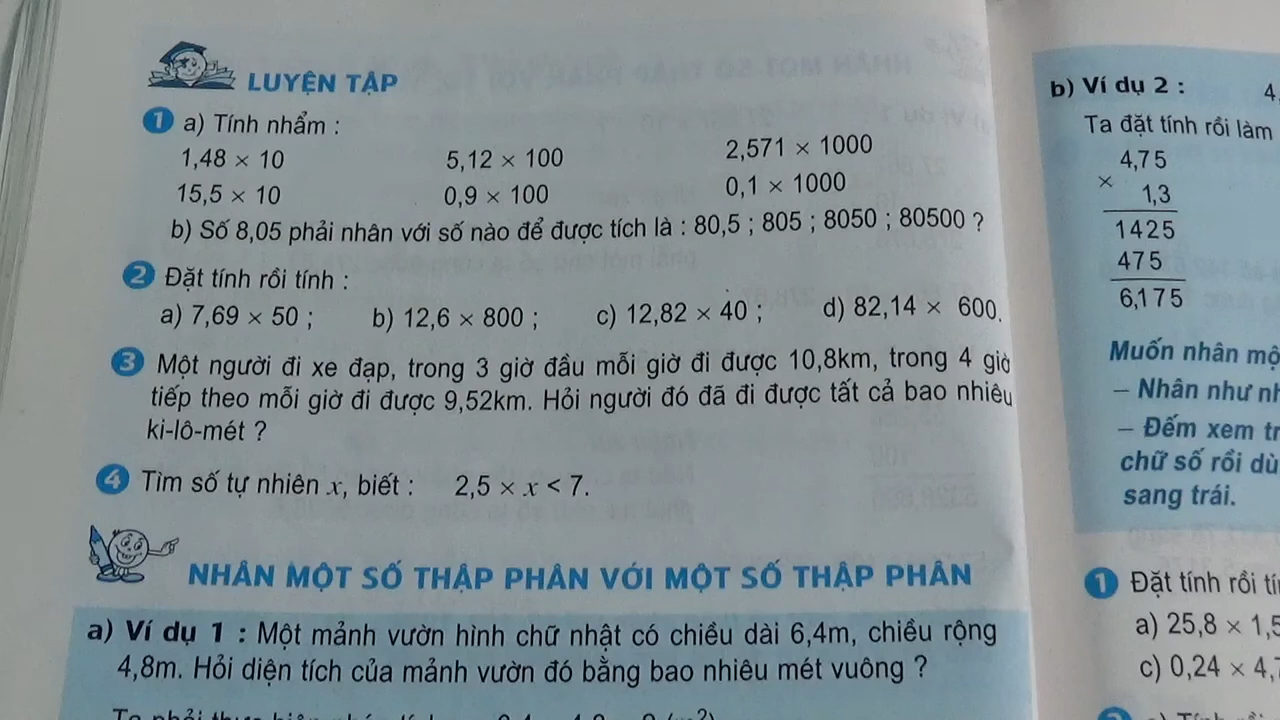 LUYỆN TẬP
1 a) Tính nhẩm :
1,48 × 10 5,12 × 100 2,571 × 1000
15,5 × 10 0,9 × 100 0,1 × 1000
b) Số 8,05 phải nhân với số nào để được tích là : 80,5 ; 805 ; 8050 ; 80500 ?
2 Đặt tính rồi tính :
a) 7,69 × 50 ; b) 12,6 × 800 ; c) 12,82 × 40 ; d) 82,14 × 600.
3 Một người đi xe đạp, trong 3 giờ đầu mỗi giờ đi được 10,8km, trong 4 giờ
tiếp theo mỗi giờ đi được 9,52km. Hỏi người đó đã đi được tất cả bao nhiêu
ki-lô-mét ?
4 Tìm số tự nhiên x, biết : 2,5 × x < 7.
NHÂN MỘT SỐ THẬP PHÂN VỚI MỘT SỐ THẬP PHÂN
a) Ví dụ 1 : Một mảnh vườn hình chữ nhật có chiều dài 6,4m, chiều rộng
4,8m. Hỏi diện tích của mảnh vườn đó bằng bao nhiêu mét vuông ?
b) Ví dụ 2 : 4,
Ta đặt tính rồi làm
4,75
×
1,3
1425
475
6,175
Muốn nhân
– Nhân như
– Đếm xem
chữ số rồi
sang trái.
1 Đặt tính rồi
a) 25,8 ×
c) 0,24 ×